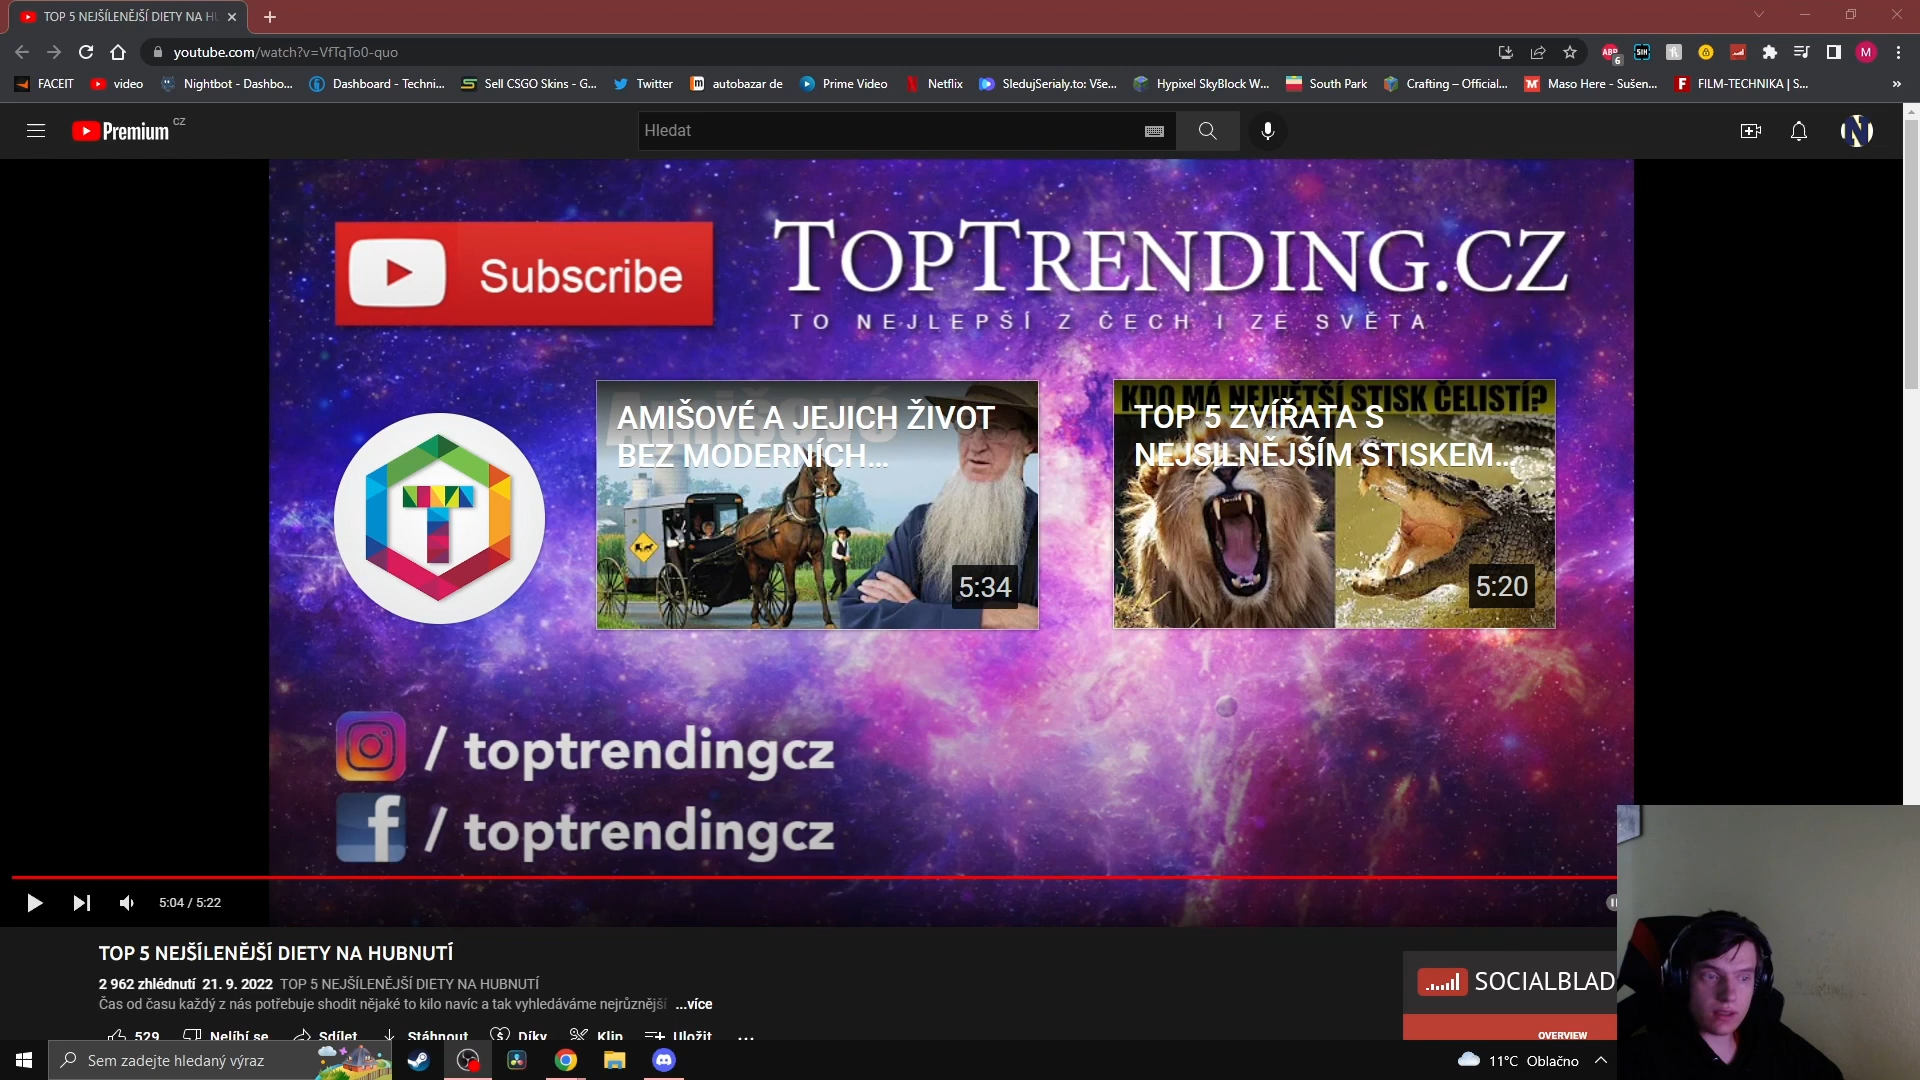 TOP 5 NEJŠÍLENĚJŠÍ DIETY NA HU
youtube.com/watch?v=VfTqTo0-quo
ABP
6
SIH
M
FACEIT
video
Nightbot - Dashbo...
Dashboard - Techni...
Sell CSGO Skins - G...
Twitter
autobazar de
Prime Video
Netflix
SledujSerialy.to: Vše...
Hypixel SkyBlock W...
South Park
Crafting – Official...
Maso Here - Sušen...
FILM-TECHNIKA | S...
Premium CZ
Hledat
N
Subscribe
TOPTRENDING.CZ
TO NEJLEPŠÍ Z ČECH I ZE SVĚTA
AMIŠOVÉ A JEJICH ŽIVOT
BEZ MODERNÍCH...
5:34
KDO MÁ NEJVĚTŠÍ STISK ČELISTÍ?
TOP 5 ZVÍŘATA S
NEJSILNĚJŠÍM STISKEM...
5:20
T
/ toptrendingcz
/ toptrendingcz
5:04 / 5:22
TOP 5 NEJŠÍLENĚJŠÍ DIETY NA HUBNUTÍ
2 962 zhlédnutí 21. 9. 2022 TOP 5 NEJŠÍLENĚJŠÍ DIETY NA HUBNUTÍ
Čas od času každý z nás potřebuje shodit nějaké to kilo navíc a tak vyhledáváme nejrůznější ...více
529
Nelíbí se
Sdílet
Stáhnout
Díky
Klip
Uložit
SOCIALBLAD
OVERVIEW
Sem zadejte hledaný výraz
11°C Oblačno